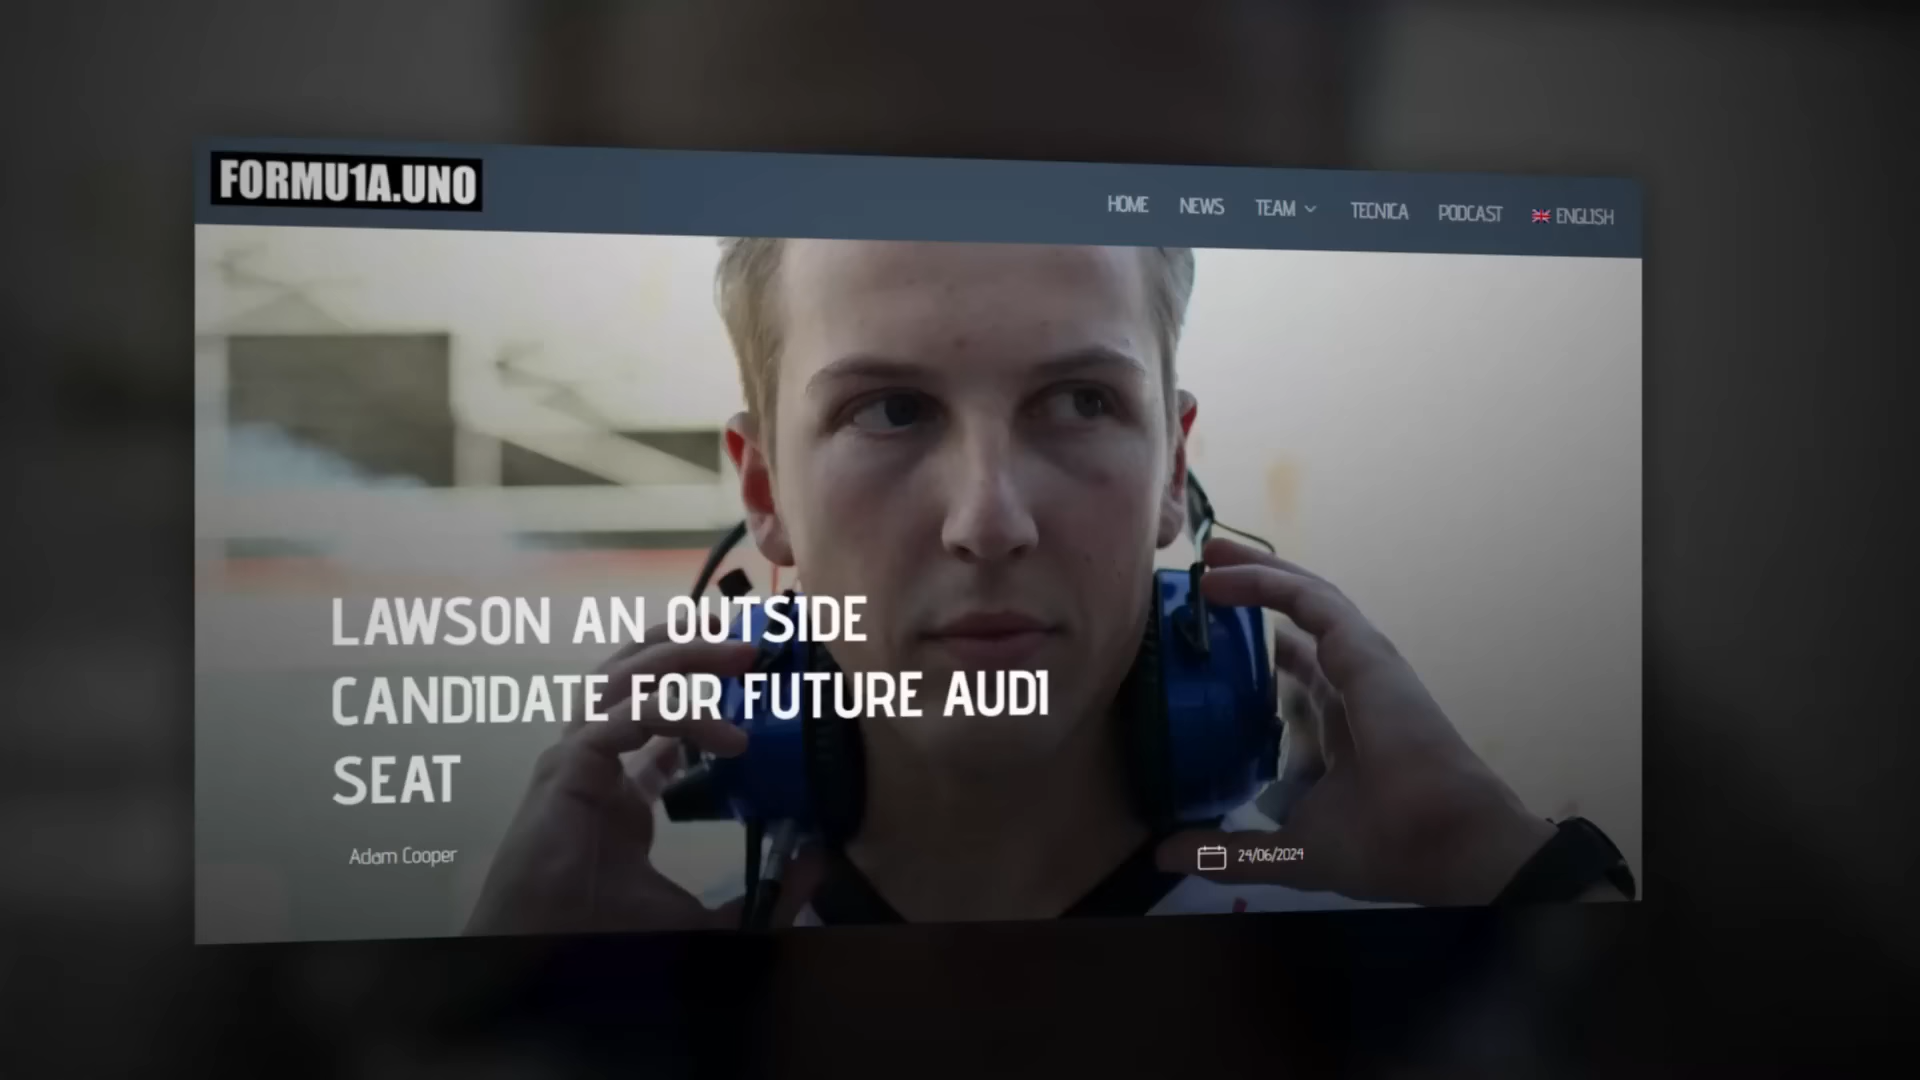 FORMU1A.UNO
HOME NEWS TEAM TECNICA PODCAST ENGLISH
LAWSON AN OUTSIDE
CANDIDATE FOR FUTURE AUDI
SEAT
Adam Cooper 24/06/2024